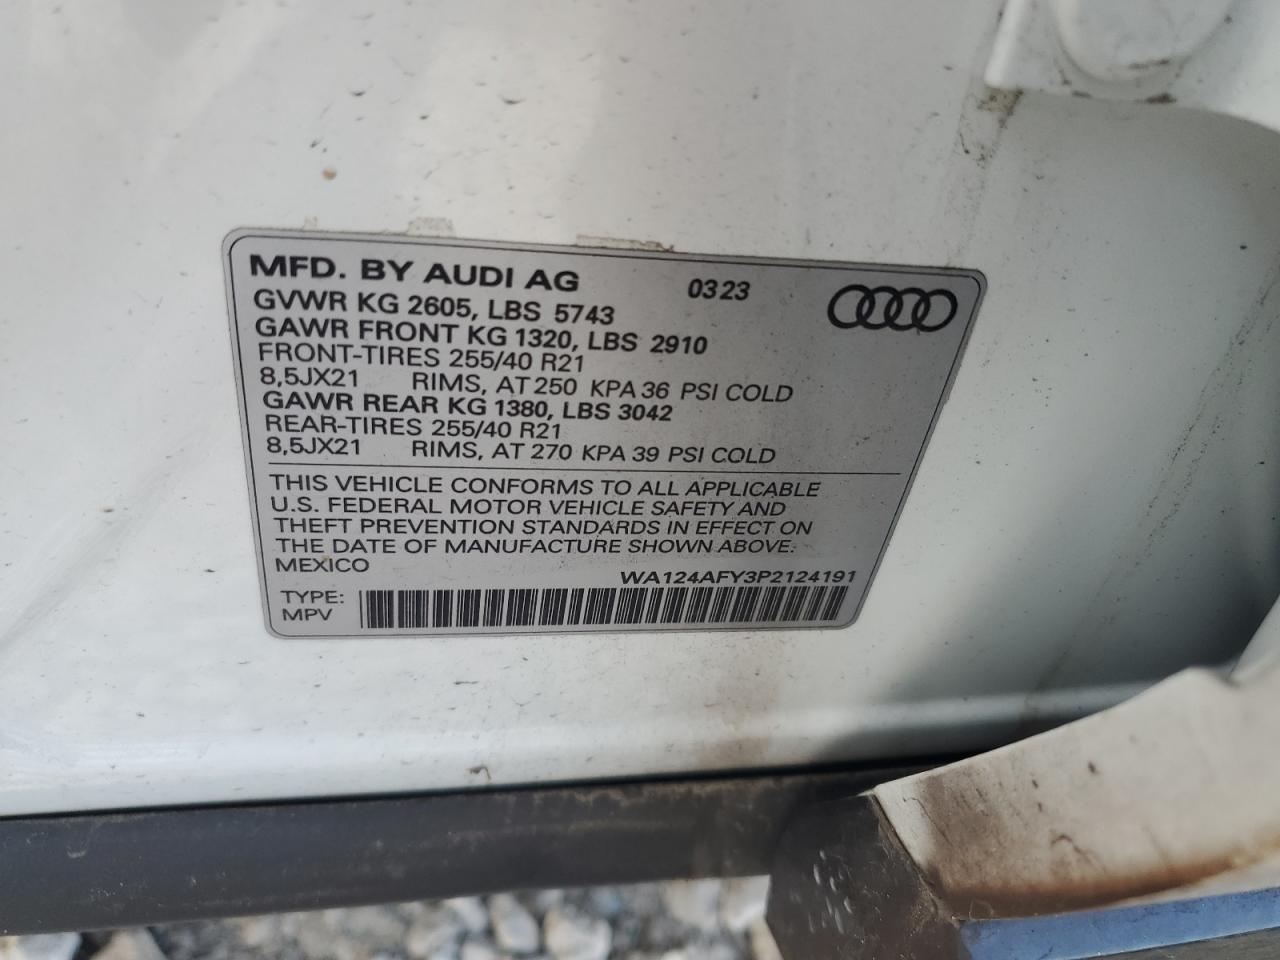 MFD. BY AUDI AG 0323
GVWR KG 2605, LBS 5743
GAWR FRONT KG 1320, LBS 2910
FRONT-TIRES 255/40 R21
8,5JX21 RIMS, AT 250 KPA 36 PSI COLD
GAWR REAR KG 1380, LBS 3042
REAR-TIRES 255/40 R21
8,5JX21 RIMS, AT 270 KPA 39 PSI COLD
THIS VEHICLE CONFORMS TO ALL APPLICABLE
U.S. FEDERAL MOTOR VEHICLE SAFETY AND
THEFT PREVENTION STANDARDS IN EFFECT ON
THE DATE OF MANUFACTURE SHOWN ABOVE.
MEXICO
WA124AFY3P2124191
TYPE:
MPV